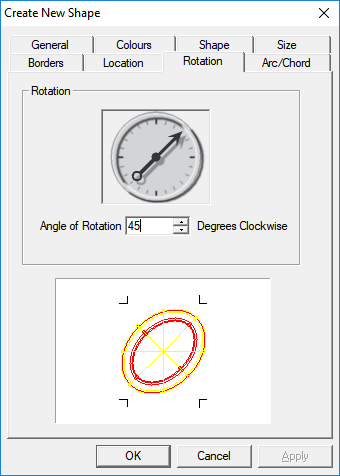 Create New Shape
General Colours Shape Size
Borders Location Rotation Arc/Chord
Rotation
Angle of Rotation 45 Degrees Clockwise
OK Cancel Apply